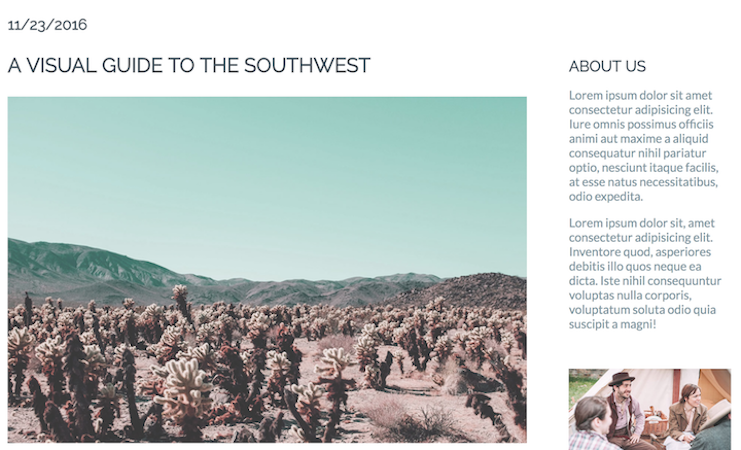 11/23/2016
A VISUAL GUIDE TO THE SOUTHWEST
ABOUT US
Lorem ipsum dolor sit amet
consectetur adipisicing elit.
Iure omnis possimus officiis
animi aut maxime a aliquid
consequatur nihil pariatur
optio, nesciunt itaque facilis,
at esse natus necessitatibus,
odio expedita.
Lorem ipsum dolor sit, amet
consectetur adipisicing elit.
Inventore quod, asperiores
debitis illo quos neque ea
dicta. Iste nihil consequuntur
voluptas nulla corporis,
voluptatum soluta odio quia
suscipit a magni!